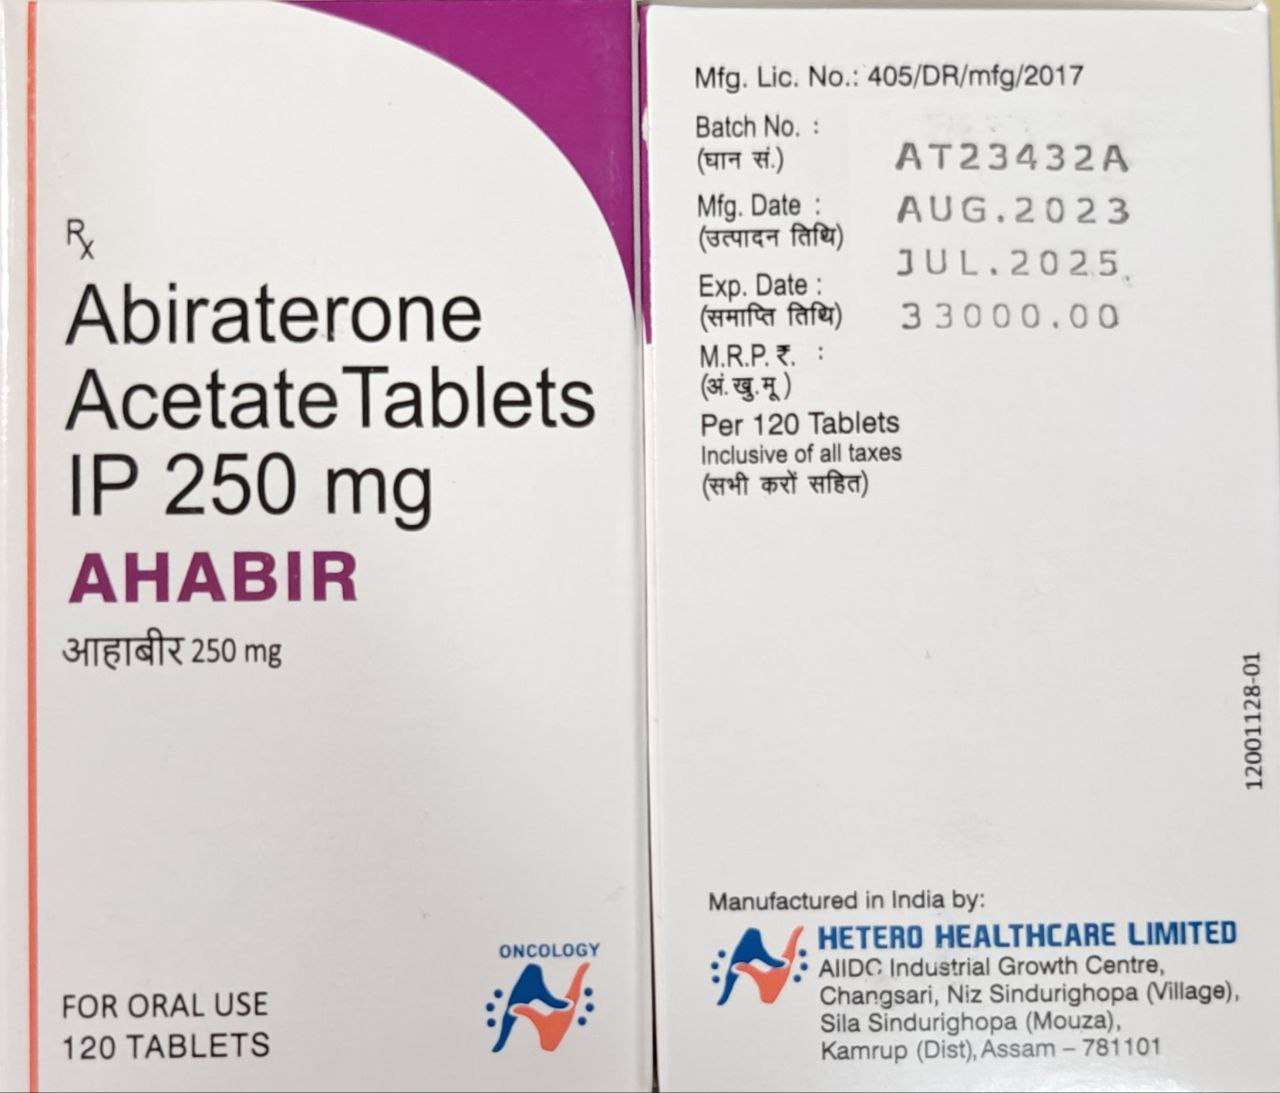 Rx
Abiraterone
Acetate Tablets
IP 250 mg
AHABIR
आहाबीर 250 mg
ONCOLOGY
FOR ORAL USE
120 TABLETS
Mfg. Lic. No.: 405/DR/mfg/2017
Batch No. :
(घान सं.)
AT23432A
Mfg. Date :
(उत्पादन तिथि)
AUG.2023
Exp. Date :
(समाप्ति तिथि)
JUL.2025
M.R.P. ₹. :
(अं.खु.मू.)
33000.00
Per 120 Tablets
Inclusive of all taxes
(सभी करों सहित)
12001128-01
Manufactured in India by:
HETERO HEALTHCARE LIMITED
AIIDC Industrial Growth Centre,
Changsari, Niz Sindurighopa (Village),
Sila Sindurighopa (Mouza),
Kamrup (Dist), Assam – 781101